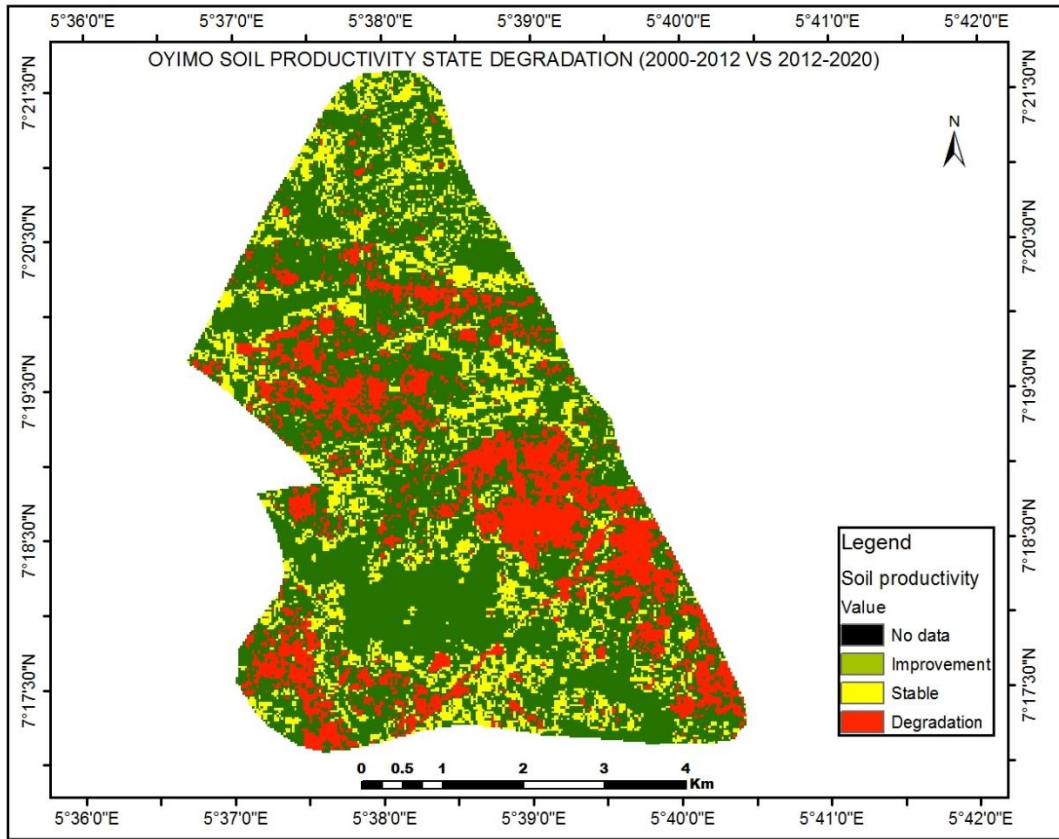 5°36'0"E 5°37'0"E 5°38'0"E 5°39'0"E 5°40'0"E 5°41'0"E 5°42'0"E
OYIMO SOIL PRODUCTIVITY STATE DEGRADATION (2000-2012 VS 2012-2020)
7°21'30"N 7°21'30"N
N
7°20'30"N 7°20'30"N
7°19'30"N 7°19'30"N
7°18'30"N 7°18'30"N
Legend
Soil productivity
Value
No data
Improvement
Stable
Degradation
7°17'30"N 7°17'30"N
0 0.5 1 2 3 4
Km
5°36'0"E 5°37'0"E 5°38'0"E 5°39'0"E 5°40'0"E 5°41'0"E 5°42'0"E